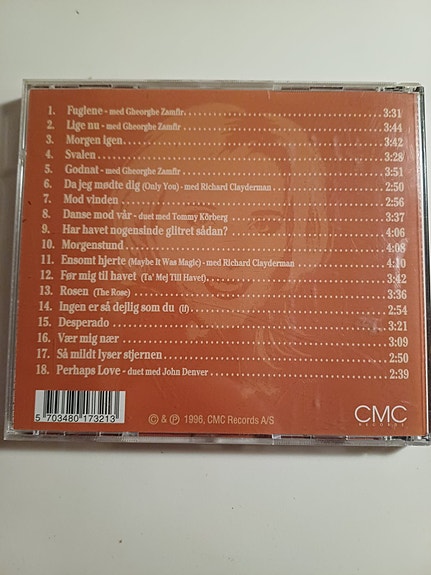 1. Fuglene - med Gheorghe Zamfir 3:31
2. Lige nu - med Gheorghe Zamfir 3:44
3. Morgen igen 3:42
4. Svalen 3:28
5. Godnat - med Gheorghe Zamfir 3:51
6. Da jeg mødte dig (Only You) - med Richard Clayderman 2:50
7. Mod vinden 2:56
8. Danse mod vår - duet med Tommy Körberg 3:37
9. Har havet nogensinde glitret sådan? 4:06
10. Morgenstund 4:08
11. Ensomt hjerte (Maybe It Was Magic) - med Richard Clayderman 4:10
12. Før mig til havet (Ta' Mej Till Havet) 3:42
13. Rosen (The Rose) 3:36
14. Ingen er så dejlig som du (If) 2:54
15. Desperado 3:21
16. Vær mig nær 3:09
17. Så mildt lyser stjernen 2:50
18. Perhaps Love - duet med John Denver 2:39
5 703480 173213
© & ℗ 1996, CMC Records A/S
CMC
RECORDS